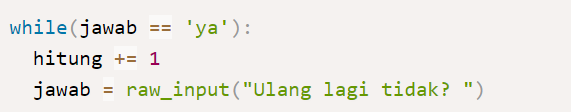 while(jawab == 'ya'):
  hitung += 1
  jawab = raw_input("Ulang lagi tidak? ")